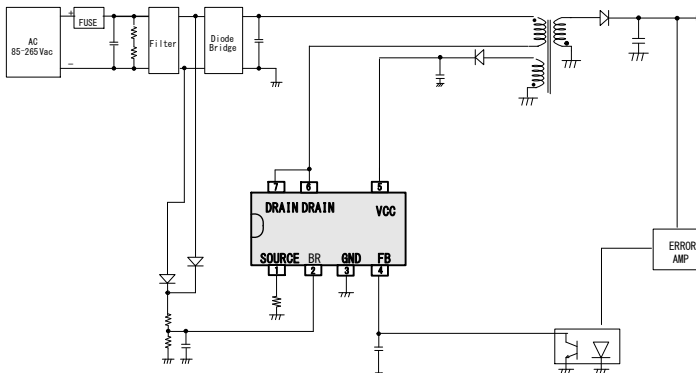 +
FUSE
AC
85-265Vac
-
Filter
Diode
Bridge
7 6 5
DRAIN DRAIN VCC
SOURCE BR GND FB
1 2 3 4
ERROR
AMP